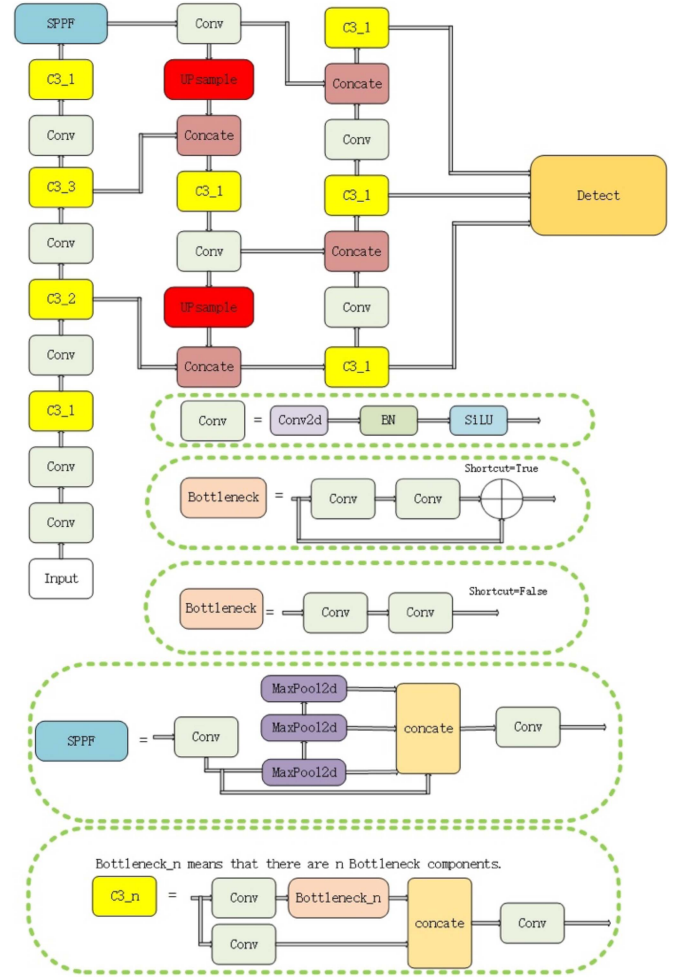 SPPF
Conv
C3_1
C3_1
UPsample
Concate
Conv
Concate
Conv
C3_3
C3_1
C3_1
Detect
Conv
Conv
Concate
C3_2
UPsample
Conv
Conv
Concate
C3_1
C3_1
Conv
Conv
Input
Conv = Conv2d BN SiLU
Shortcut=True
Bottleneck = Conv Conv
Shortcut=False
Bottleneck = Conv Conv
MaxPool2d
MaxPool2d
MaxPool2d
SPPF = Conv concate Conv
Bottleneck_n means that there are n Bottleneck components.
C3_n = Conv Bottleneck_n
Conv
concate
Conv